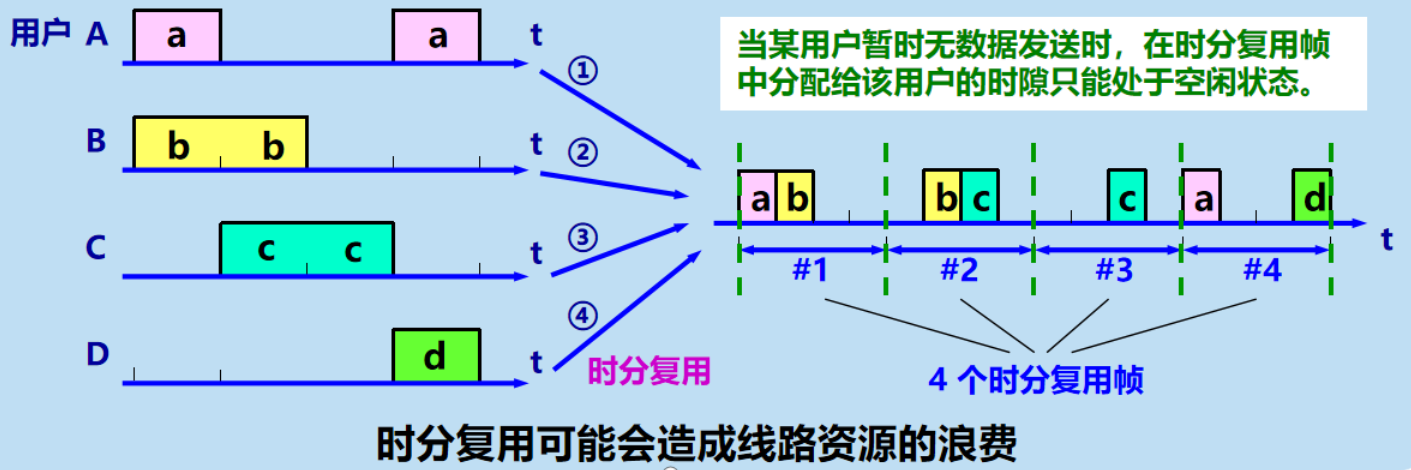 用户 A a a t
①
当某用户暂时无数据发送时，在时分复用帧
中分配给该用户的时隙只能处于空闲状态。
B b b t
②
a b b c c a d
C c c t
③
t
#1 #2 #3 #4
④
D d t
时分复用
4 个时分复用帧
时分复用可能会造成线路资源的浪费